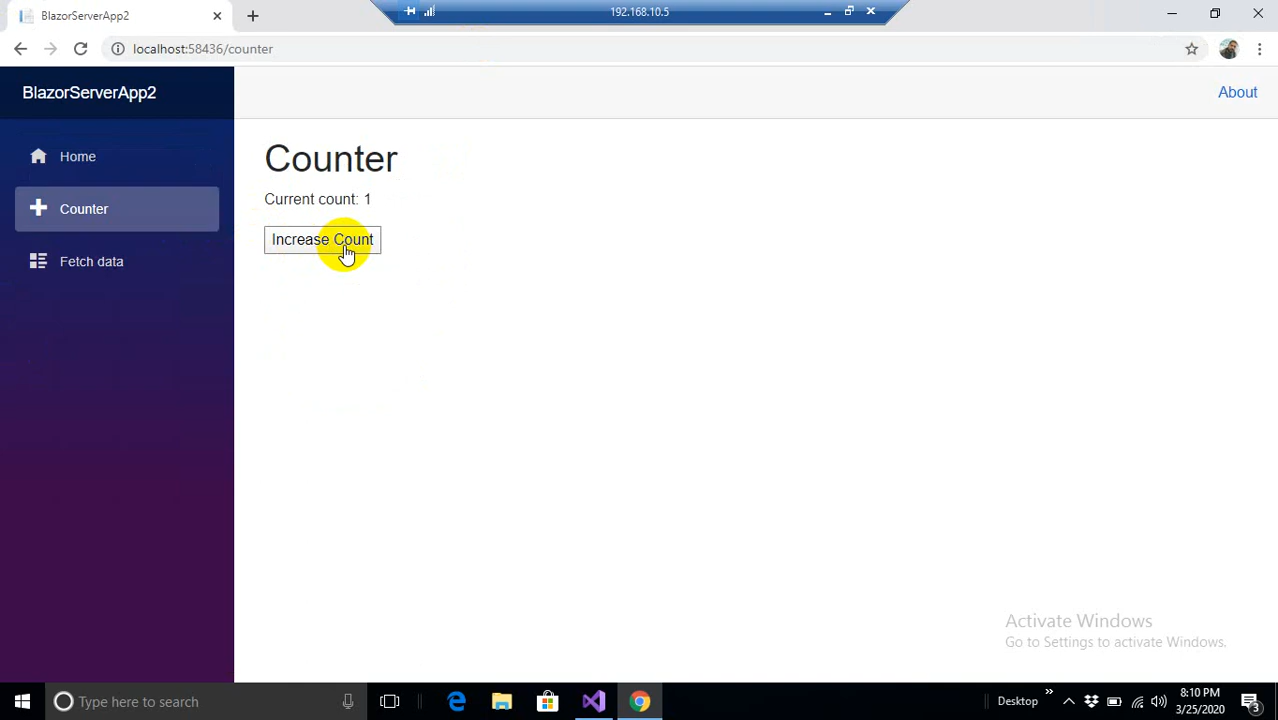 BlazorServerApp2
192.168.10.5
localhost:58436/counter
BlazorServerApp2
About
Home
Counter
Fetch data
Counter
Current count: 1
Increase Count
Activate Windows
Go to Settings to activate Windows.
Type here to search
Desktop
8:10 PM
3/25/2020
3